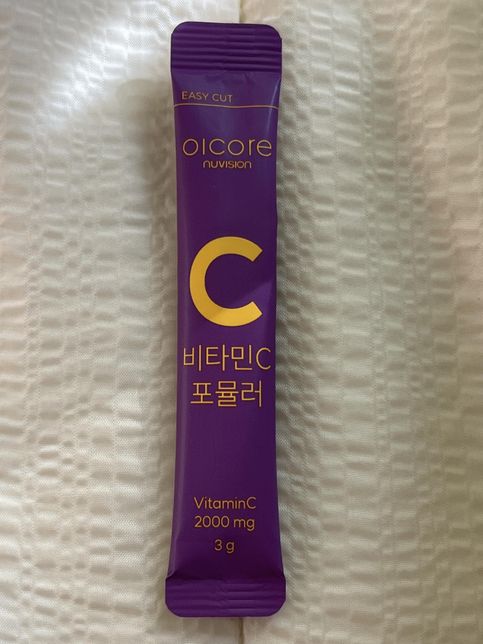 EASY CUT
oicore
nuvision
C
비타민C
포뮬러
VitaminC
2000 mg
3 g